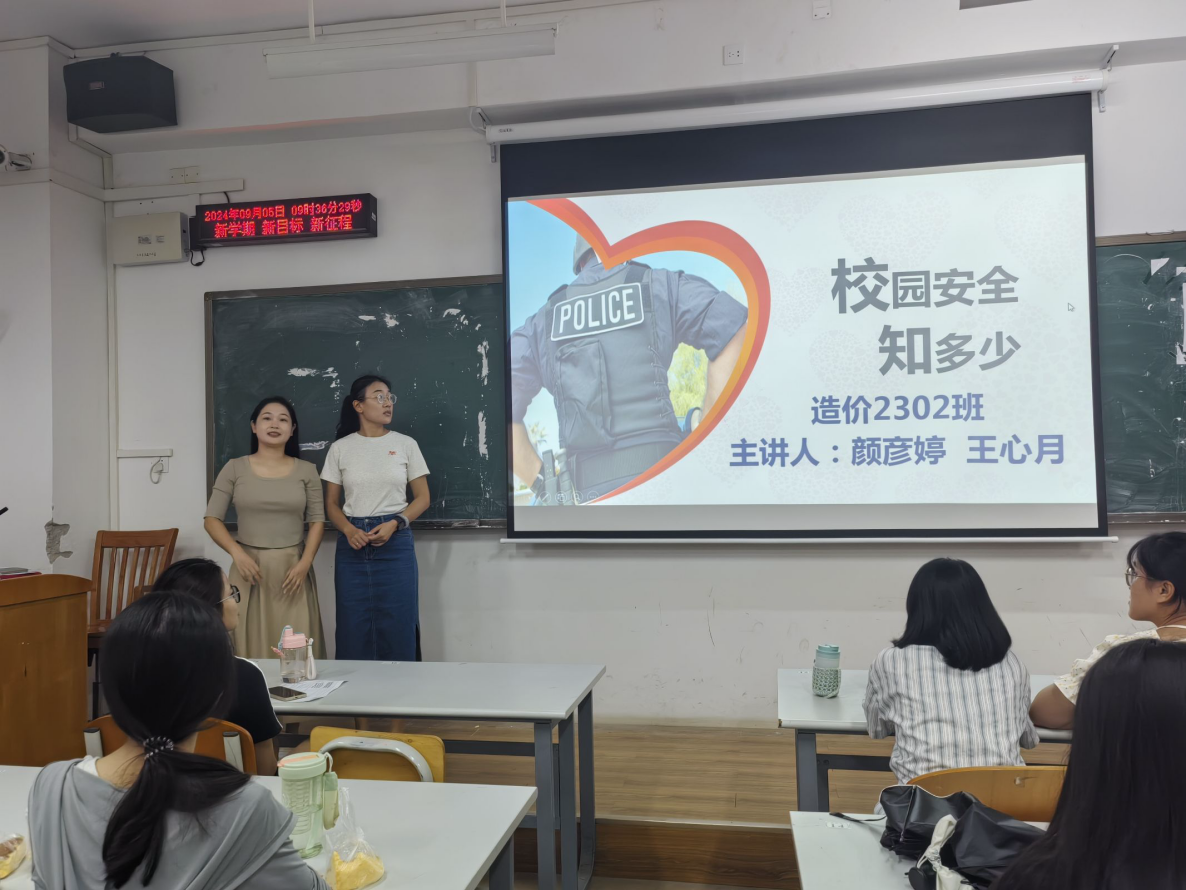 2024年09月05日 09时36分29秒
新学期 新目标 新征程
POLICE
校园安全
知多少
造价2302班
主讲人：颜彦婷 王心月